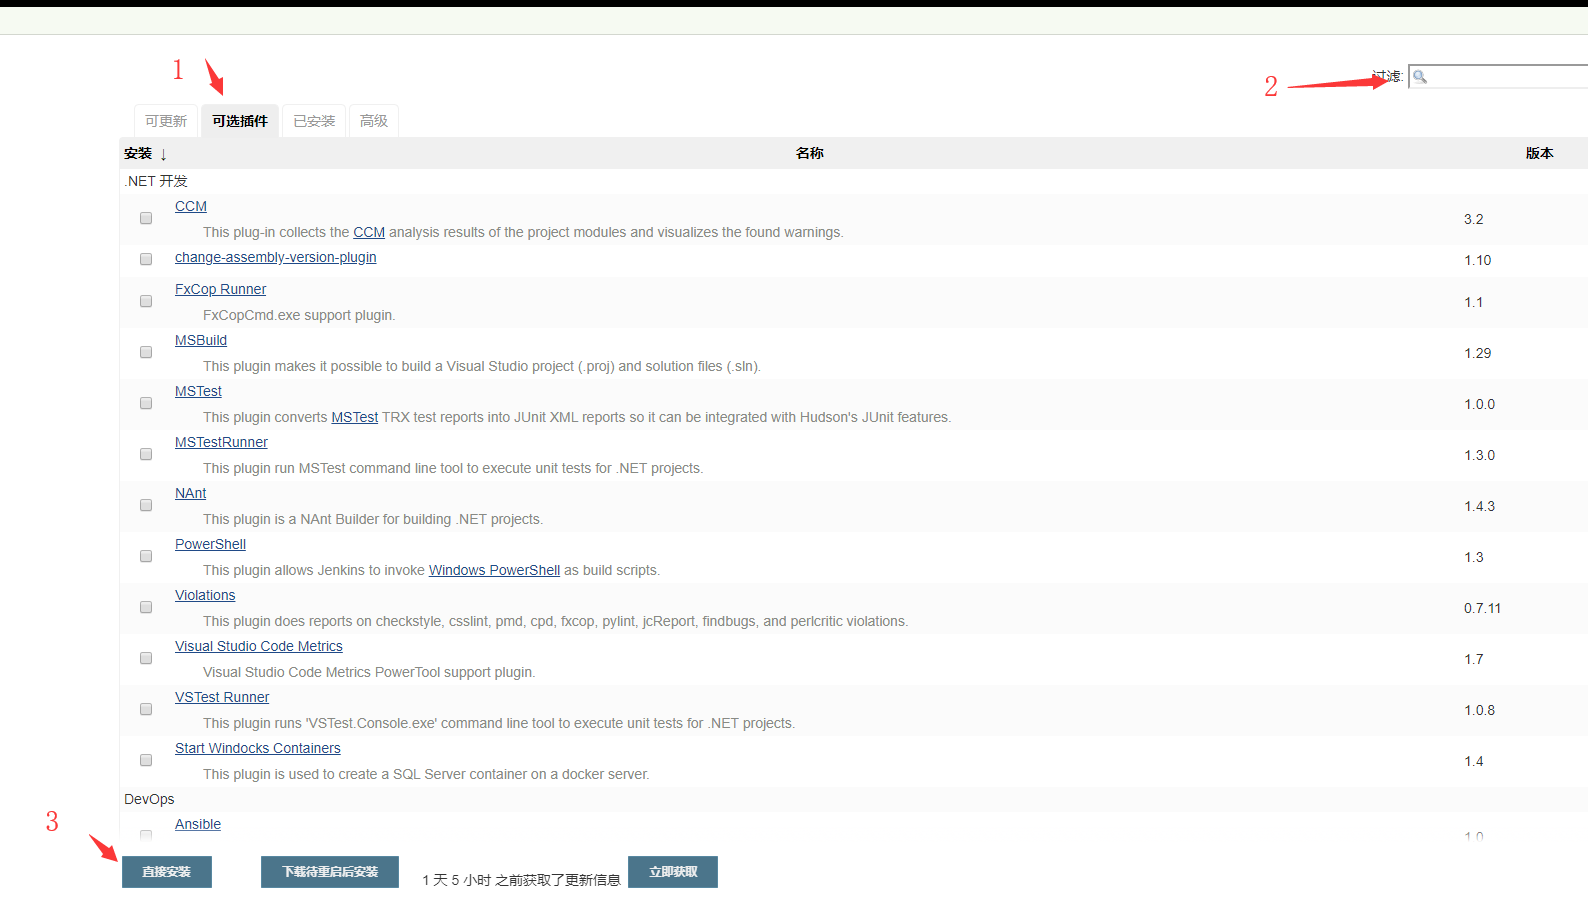 1
2
过滤:
可更新 可选插件 已安装 高级
安装 ↓ 名称 版本
.NET 开发
CCM
This plug-in collects the CCM analysis results of the project modules and visualizes the found warnings.
3.2
change-assembly-version-plugin
1.10
FxCop Runner
FxCopCmd.exe support plugin.
1.1
MSBuild
This plugin makes it possible to build a Visual Studio project (.proj) and solution files (.sln).
1.29
MSTest
This plugin converts MSTest TRX test reports into JUnit XML reports so it can be integrated with Hudson's JUnit features.
1.0.0
MSTestRunner
This plugin run MSTest command line tool to execute unit tests for .NET projects.
1.3.0
NAnt
This plugin is a NAnt Builder for building .NET projects.
1.4.3
PowerShell
This plugin allows Jenkins to invoke Windows PowerShell as build scripts.
1.3
Violations
This plugin does reports on checkstyle, csslint, pmd, cpd, fxcop, pylint, jcReport, findbugs, and perlcritic violations.
0.7.11
Visual Studio Code Metrics
Visual Studio Code Metrics PowerTool support plugin.
1.7
VSTest Runner
This plugin runs 'VSTest.Console.exe' command line tool to execute unit tests for .NET projects.
1.0.8
Start Windocks Containers
This plugin is used to create a SQL Server container on a docker server.
1.4
DevOps
Ansible
1.0
3
直接安装 下载待重启后安装 1 天 5 小时 之前获取了更新信息 立即获取